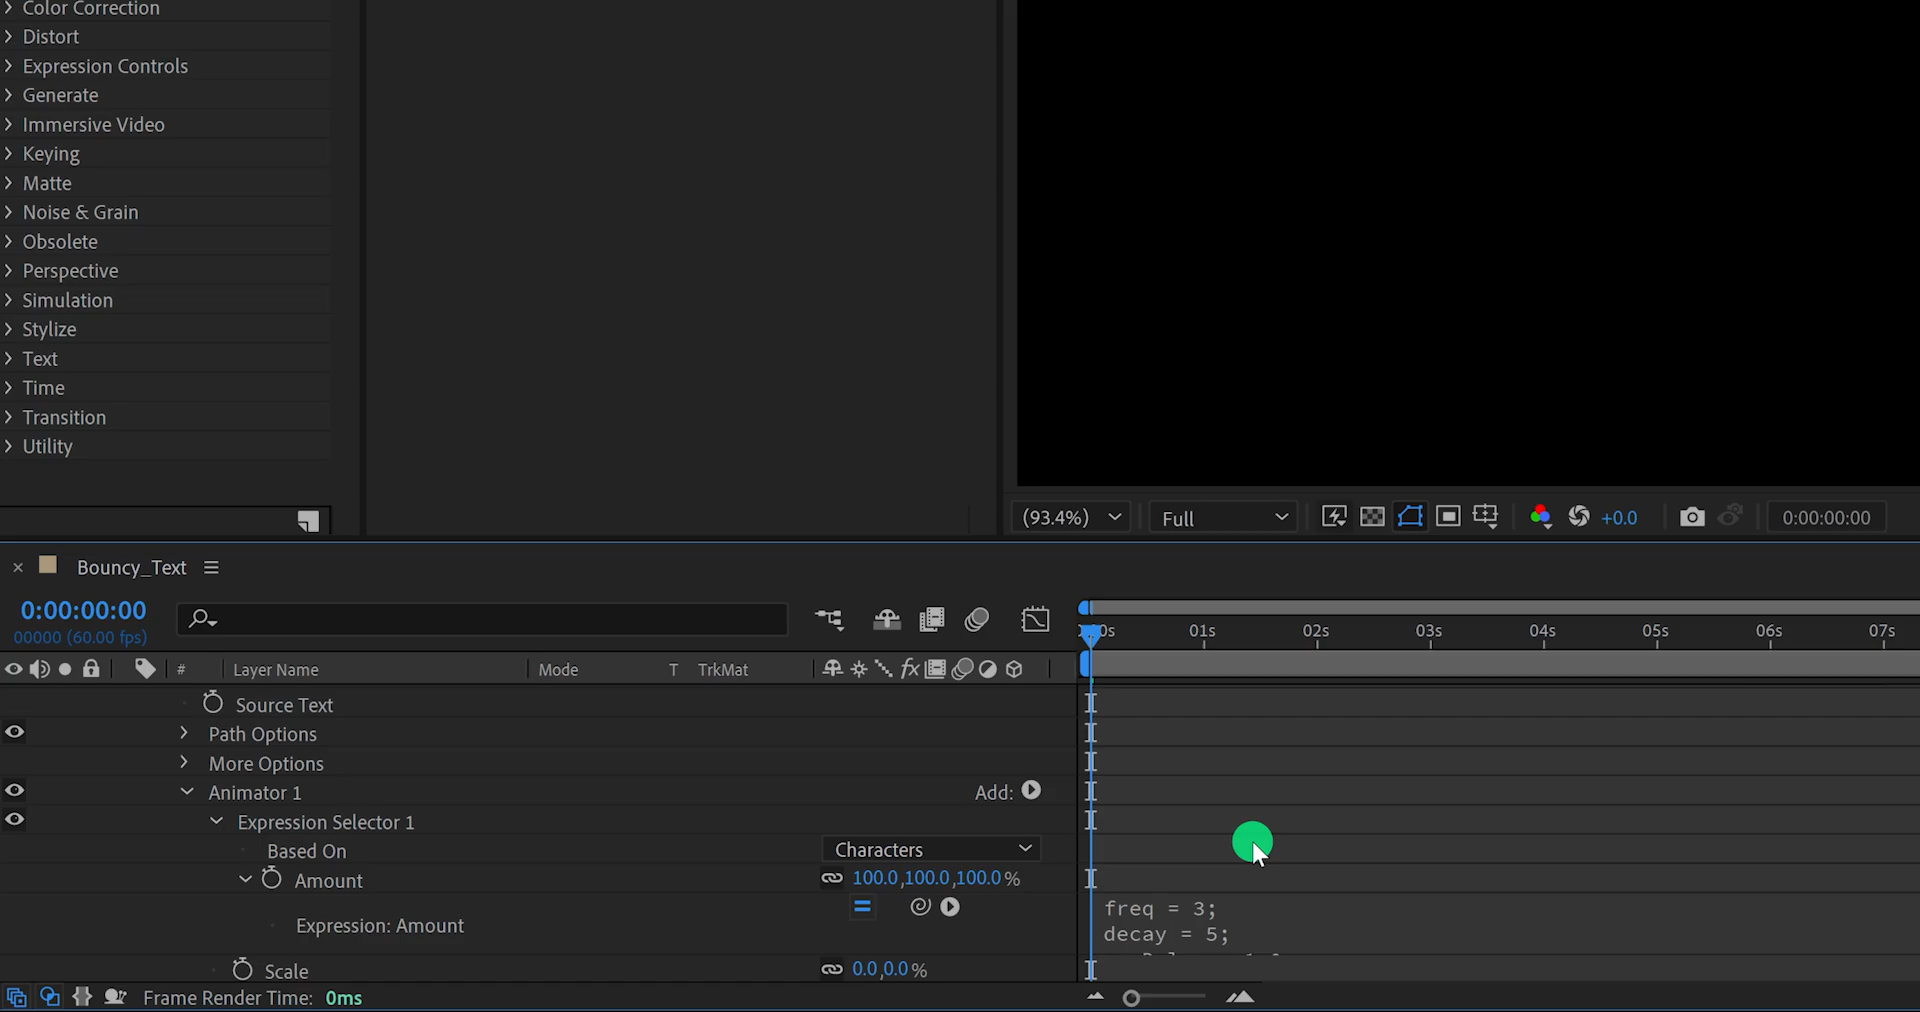 Color Correction
Distort
Expression Controls
Generate
Immersive Video
Keying
Matte
Noise & Grain
Obsolete
Perspective
Simulation
Stylize
Text
Time
Transition
Utility
(93.4%)
Full
+0.0
0:00:00:00
Bouncy_Text
0:00:00:00
00000 (60.00 fps)
01s 02s 03s 04s 05s 06s 07s
# Layer Name Mode T TrkMat
Source Text
Path Options
More Options
Animator 1 Add:
Expression Selector 1
Based On Characters
Amount 100.0,100.0,100.0%
Expression: Amount
freq = 3;
decay = 5;
Scale 0.0,0.0%
Frame Render Time: 0ms